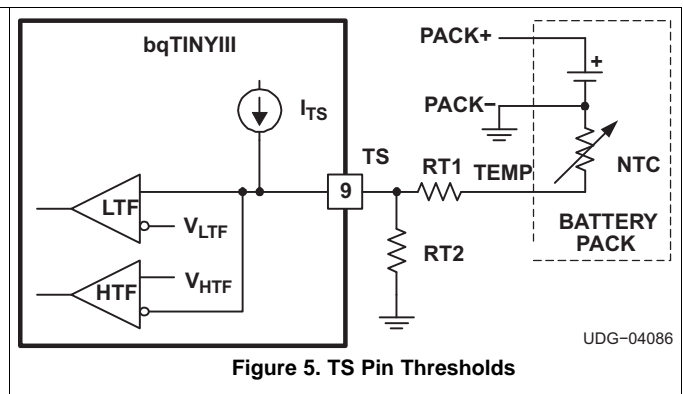 bqTINYIII
PACK+
+
I_TS
PACK−
TS
RT1
TEMP
NTC
9
LTF
V_LTF
BATTERY
PACK
RT2
HTF
V_HTF
UDG−04086
Figure 5. TS Pin Thresholds